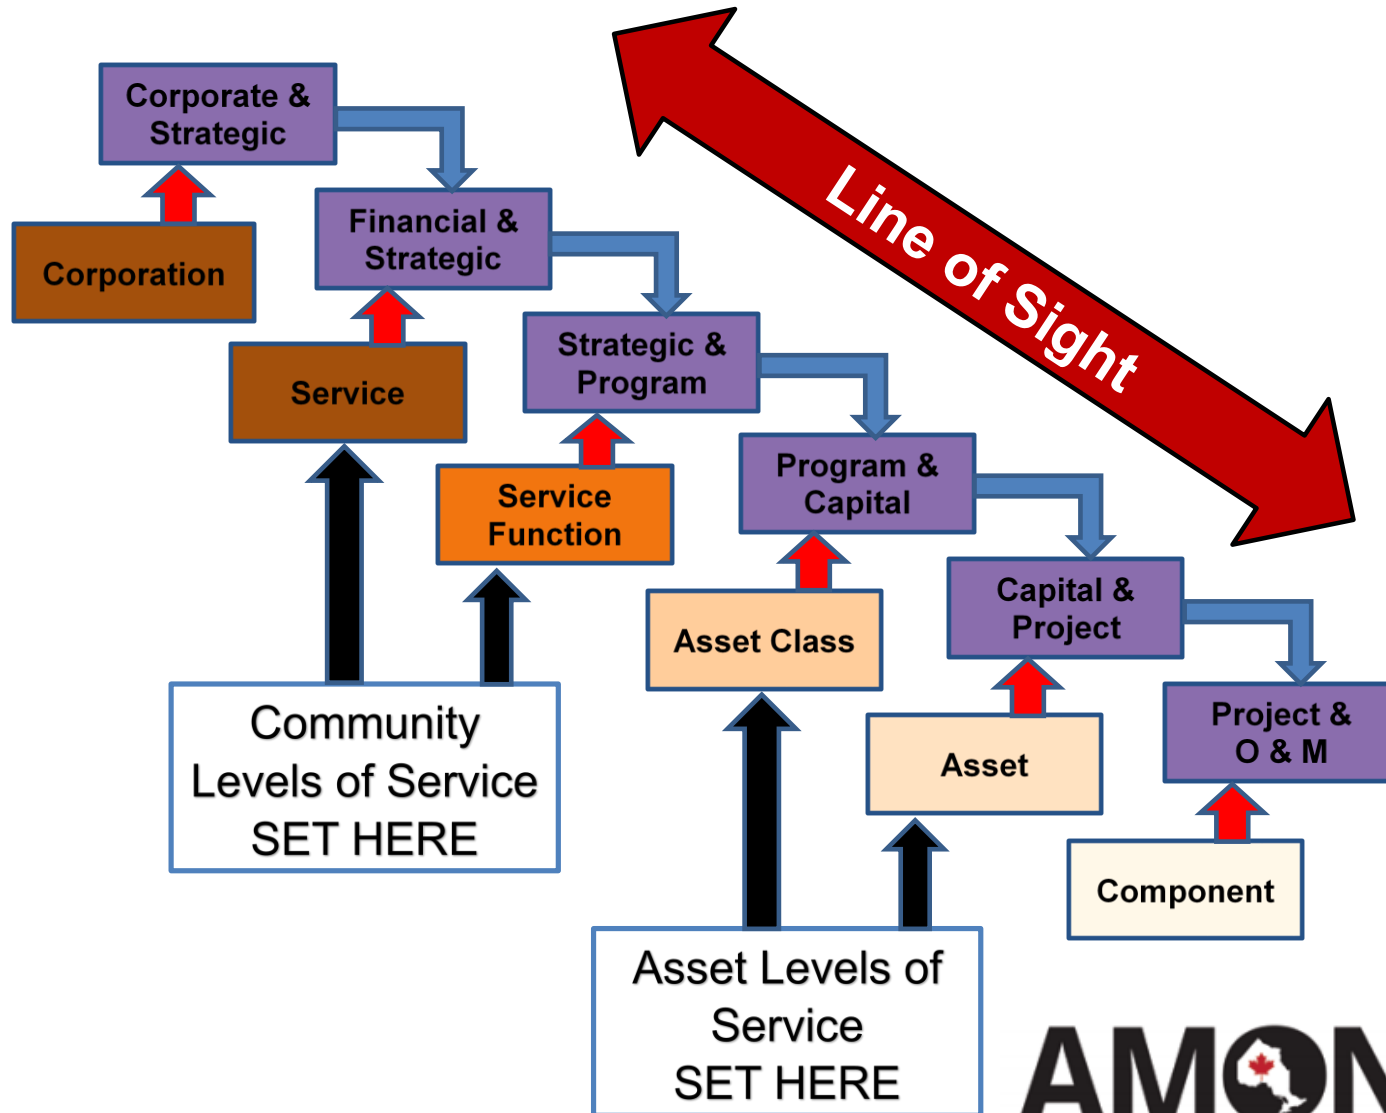 Corporate &
Strategic
Line of Sight
Financial &
Strategic
Corporation
Strategic &
Program
Service
Program &
Capital
Service
Function
Capital &
Project
Asset Class
Project &
O & M
Asset
Community
Levels of Service
SET HERE
Component
Asset Levels of
Service
SET HERE
AMON